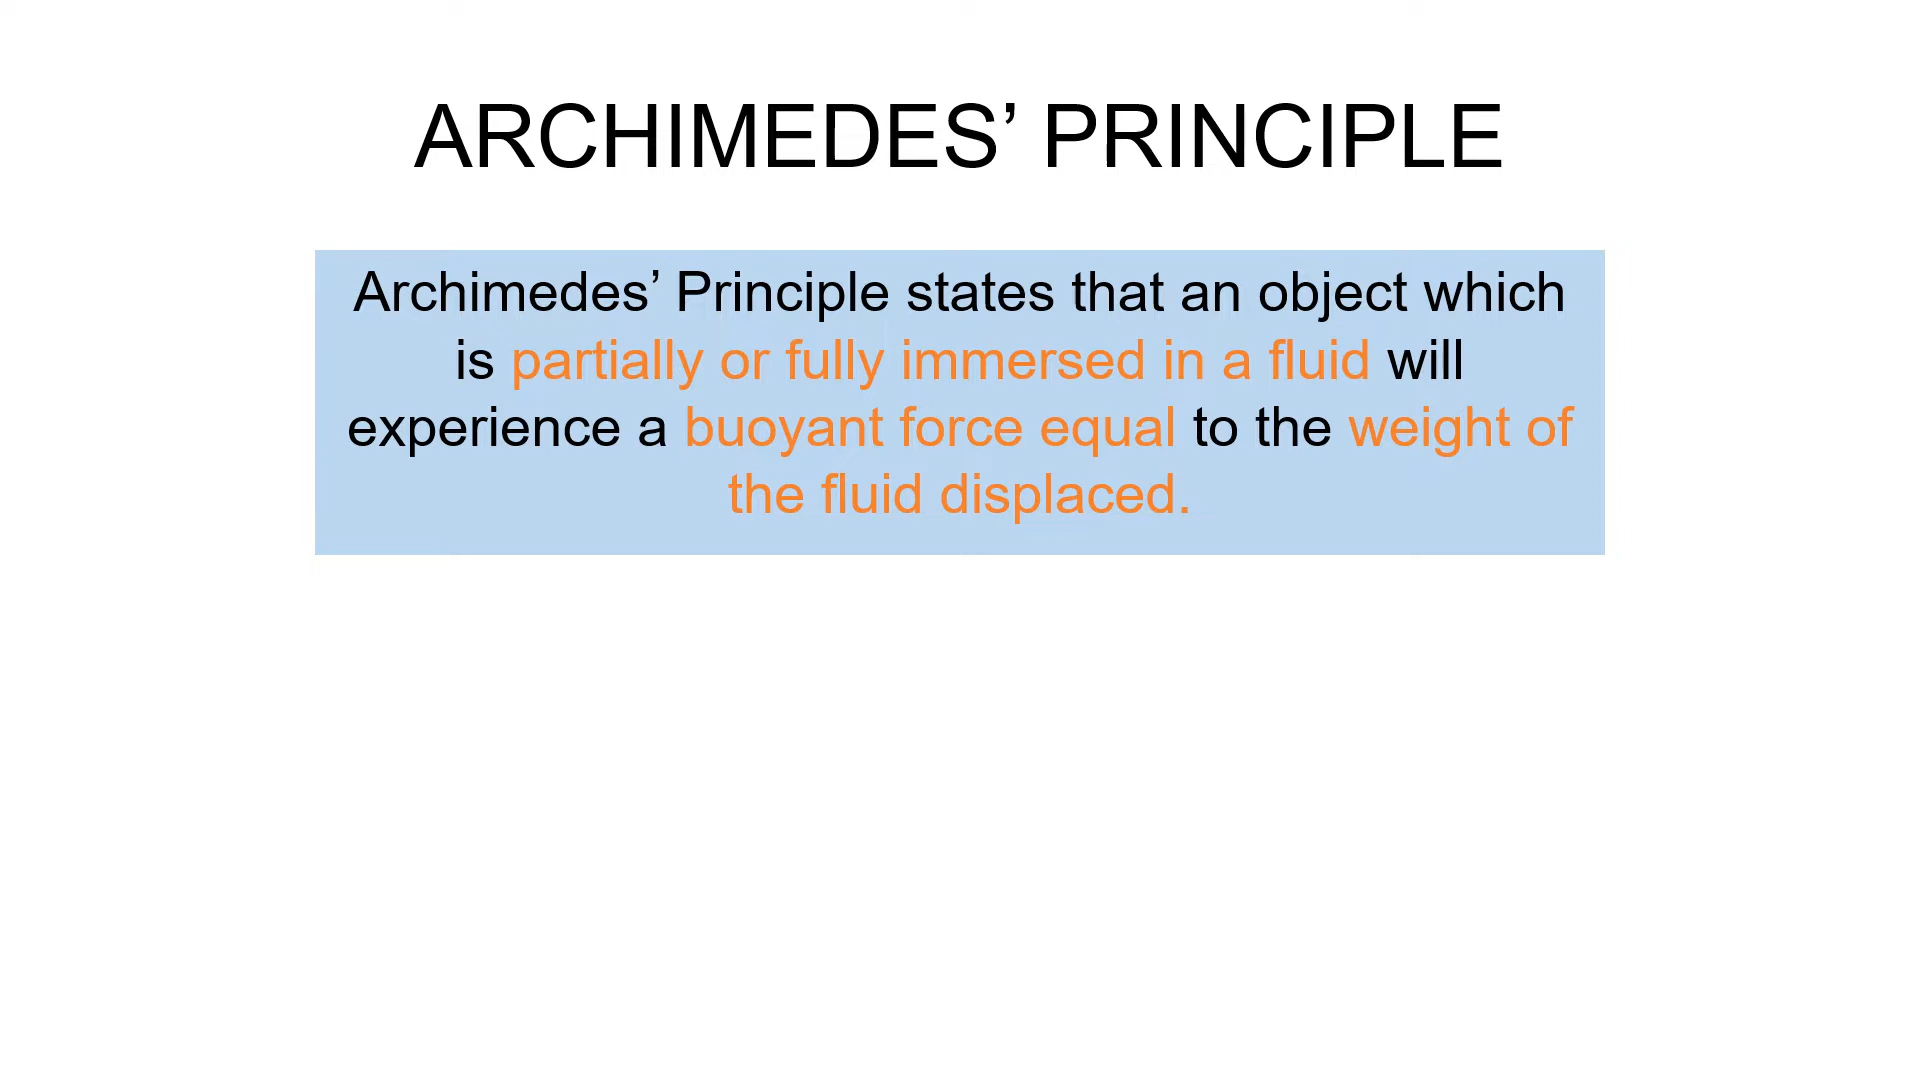 ARCHIMEDES’ PRINCIPLE
Archimedes’ Principle states that an object which
is partially or fully immersed in a fluid will
experience a buoyant force equal to the weight of
the fluid displaced.